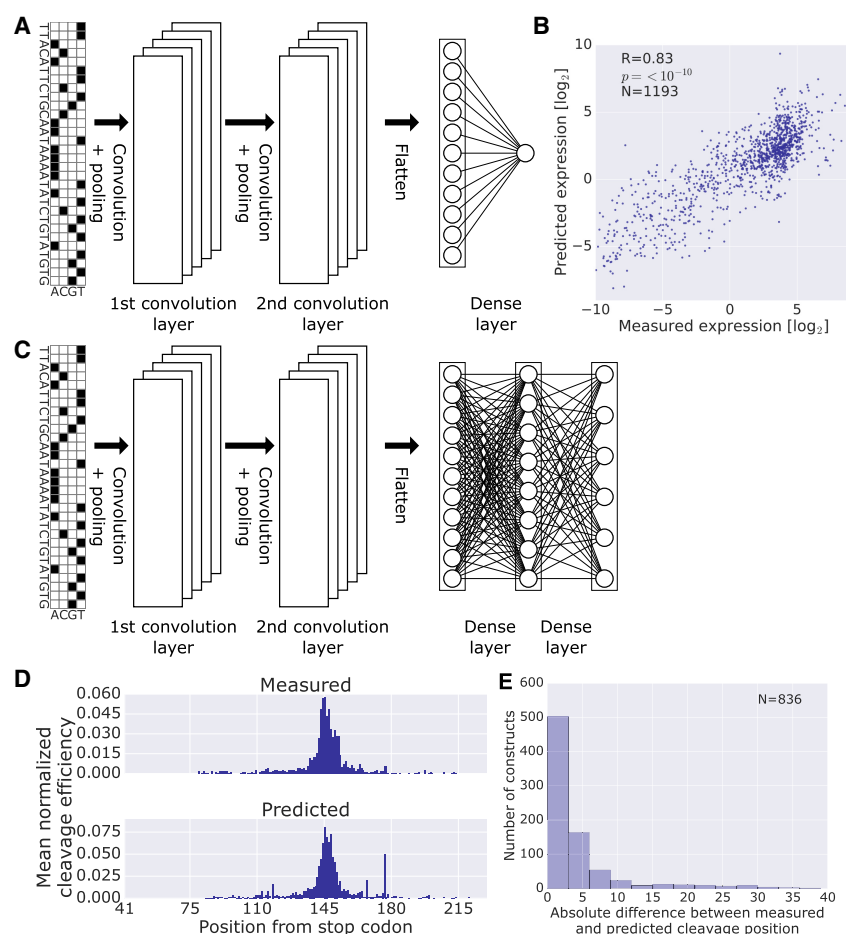 A
TTACATTCTGCAATAAAATATCTGTATGTG
ACGT
Convolution
+ pooling
Convolution
+ pooling
Flatten
1st convolution
layer
2nd convolution
layer
Dense
layer
B
R=0.83
p = <10^{-10}
N=1193
10
5
0
−5
Predicted expression [log₂]
−10 −5 0 5
Measured expression [log₂]
C
TTACATTCTGCAATAAAATATCTGTATGTG
ACGT
Convolution
+ pooling
Convolution
+ pooling
Flatten
1st convolution
layer
2nd convolution
layer
Dense
layer
Dense
layer
D
Measured
0.060
0.045
0.030
0.015
0.000
Mean normalized
cleavage efficiency
Predicted
0.075
0.050
0.025
0.000
41 75 110 145 180 215
Position from stop codon
E
N=836
600
500
400
300
200
100
0
Number of constructs
0 5 10 15 20 25 30 35 40
Absolute difference between measured
and predicted cleavage position